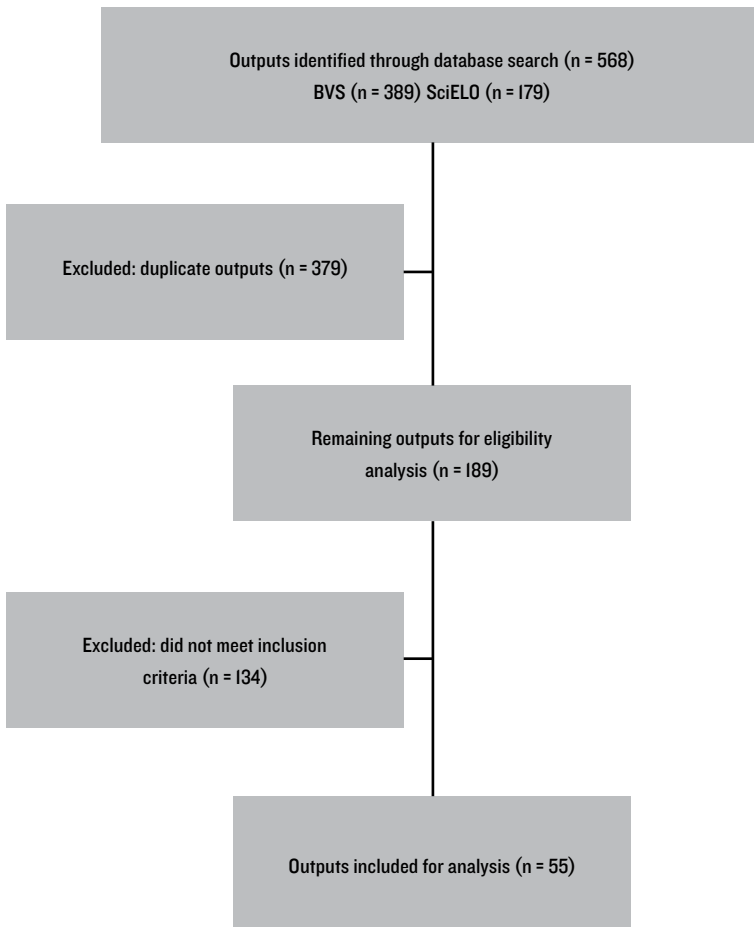 Outputs identified through database search (n = 568)
BVS (n = 389) SciELO (n = 179)
Excluded: duplicate outputs (n = 379)
Remaining outputs for eligibility
analysis (n = 189)
Excluded: did not meet inclusion
criteria (n = 134)
Outputs included for analysis (n = 55)